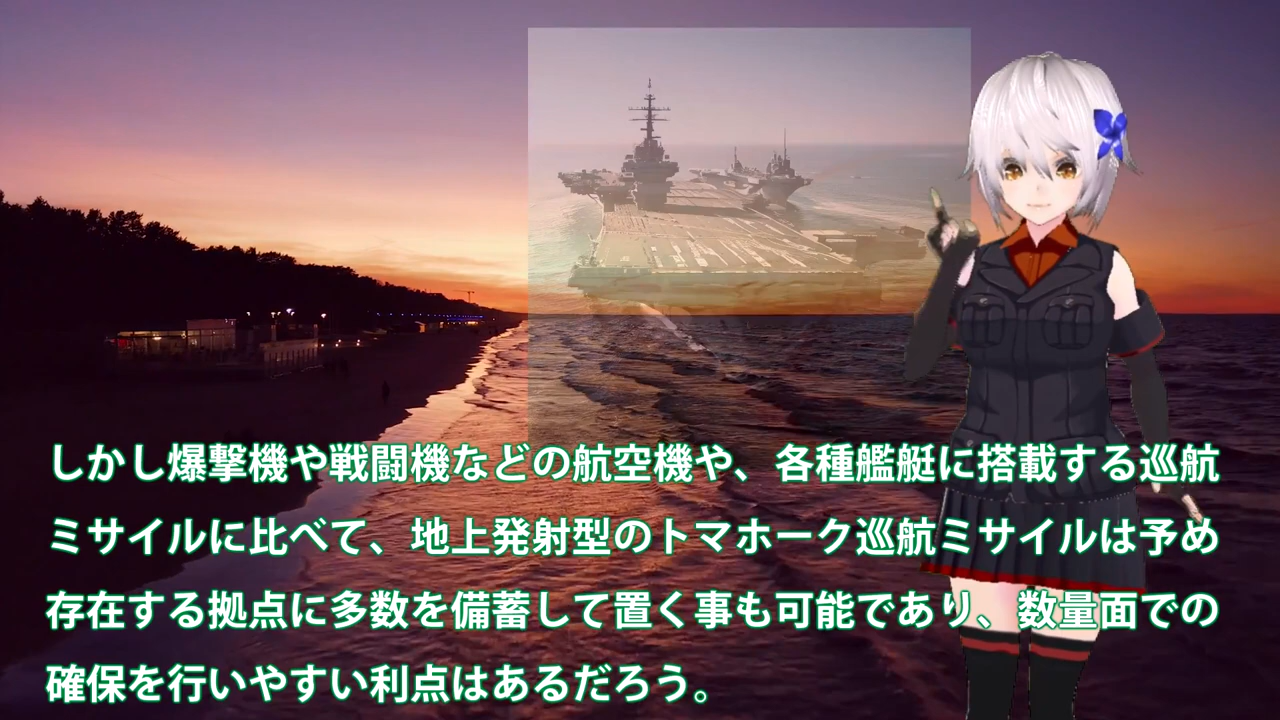 しかし爆撃機や戦闘機などの航空機や、各種艦艇に搭載する巡航
ミサイルに比べて、地上発射型のトマホーク巡航ミサイルは予め
存在する拠点に多数を備蓄して置く事も可能であり、数量面での
確保を行いやすい利点はあるだろう。